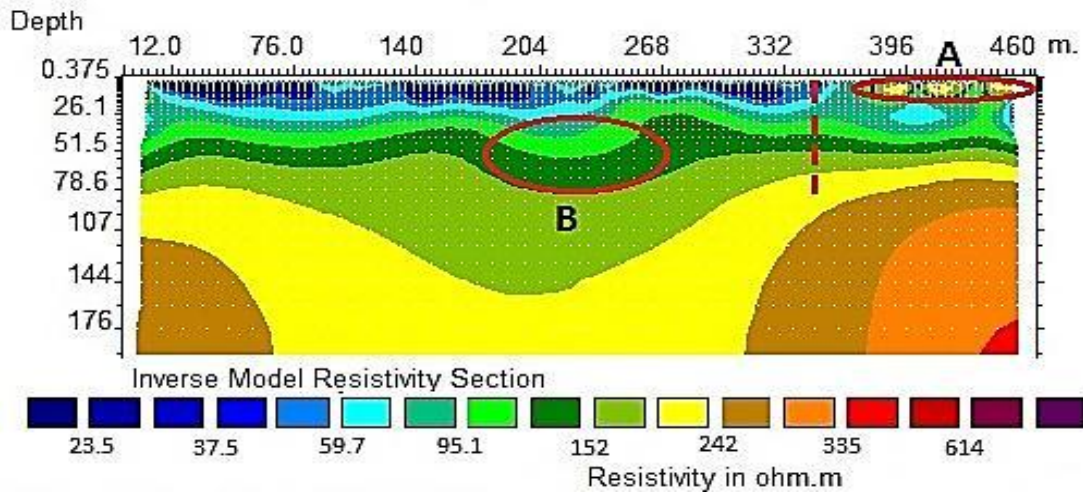 Depth
12.0 76.0 140 204 268 332 396 460 m.
A
0.375
26.1
51.5
78.6
B
107
144
176
Inverse Model Resistivity Section
23.5 37.5 59.7 95.1 152 242 335 614
Resistivity in ohm.m